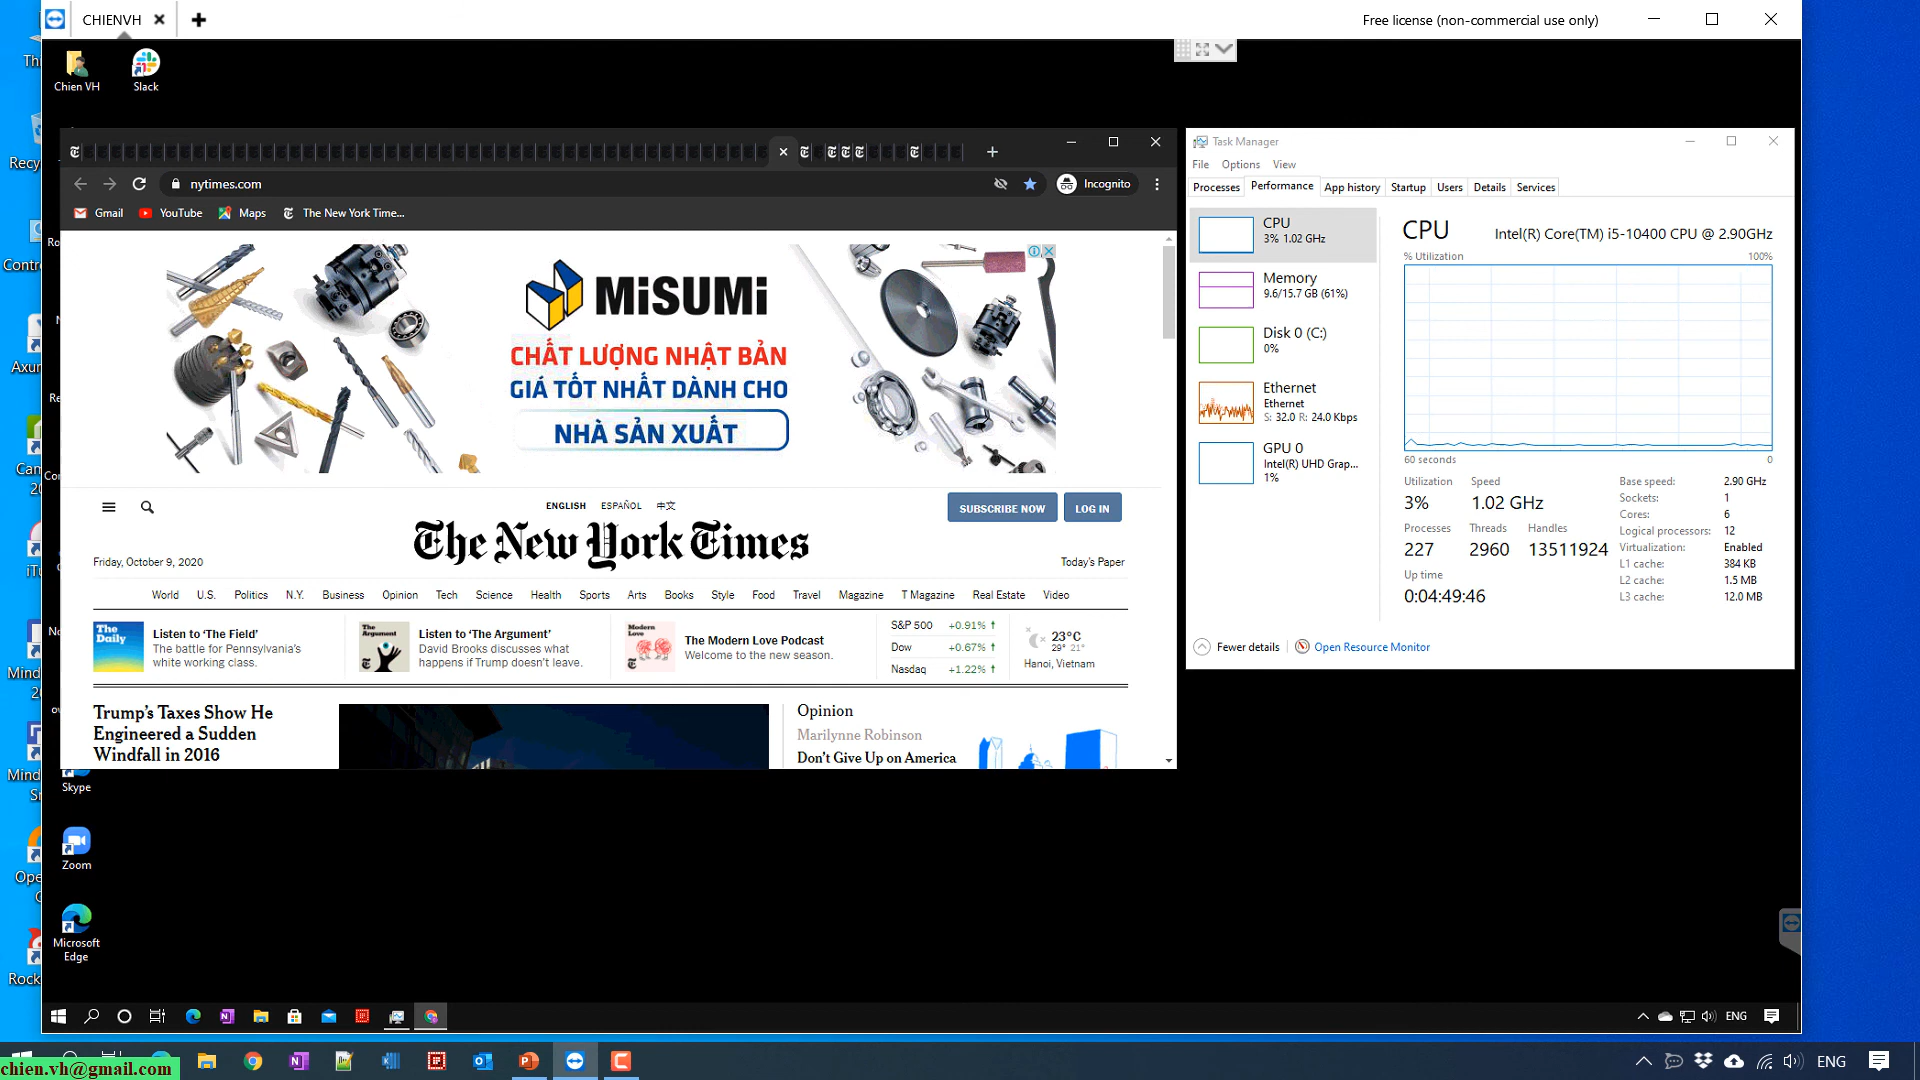 CHIENVH
Free license (non-commercial use only)
Chien VH
Slack
nytimes.com
Incognito
Gmail
YouTube
Maps
The New York Time...
MiSUMi
CHẤT LƯỢNG NHẬT BẢN
GIÁ TỐT NHẤT DÀNH CHO
NHÀ SẢN XUẤT
ENGLISH ESPAÑOL 中文
SUBSCRIBE NOW
LOG IN
The New York Times
Friday, October 9, 2020
Today's Paper
World U.S. Politics N.Y. Business Opinion Tech Science Health Sports Arts Books Style Food Travel Magazine T Magazine Real Estate Video
The Daily
Listen to ‘The Field’
The battle for Pennsylvania's
white working class.
The Argument
Listen to ‘The Argument’
David Brooks discusses what
happens if Trump doesn't leave.
Modern Love
The Modern Love Podcast
Welcome to the new season.
S&P 500 +0.91% ↑
Dow +0.67% ↑
Nasdaq +1.22% ↑
23°C
29° 21°
Hanoi, Vietnam
Trump’s Taxes Show He
Engineered a Sudden
Windfall in 2016
Opinion
Marilynne Robinson
Don’t Give Up on America
Task Manager
File Options View
Processes Performance App history Startup Users Details Services
CPU
3% 1.02 GHz
Memory
9.6/15.7 GB (61%)
Disk 0 (C:)
0%
Ethernet
Ethernet
S: 32.0 R: 24.0 Kbps
GPU 0
Intel(R) UHD Grap...
1%
CPU
Intel(R) Core(TM) i5-10400 CPU @ 2.90GHz
% Utilization 100%
60 seconds 0
Utilization Speed
3% 1.02 GHz
Processes Threads Handles
227 2960 13511924
Up time
0:04:49:46
Base speed: 2.90 GHz
Sockets: 1
Cores: 6
Logical processors: 12
Virtualization: Enabled
L1 cache: 384 KB
L2 cache: 1.5 MB
L3 cache: 12.0 MB
Fewer details
Open Resource Monitor
Skype
Zoom
Microsoft
Edge
ENG
chien.vh@gmail.com
ENG